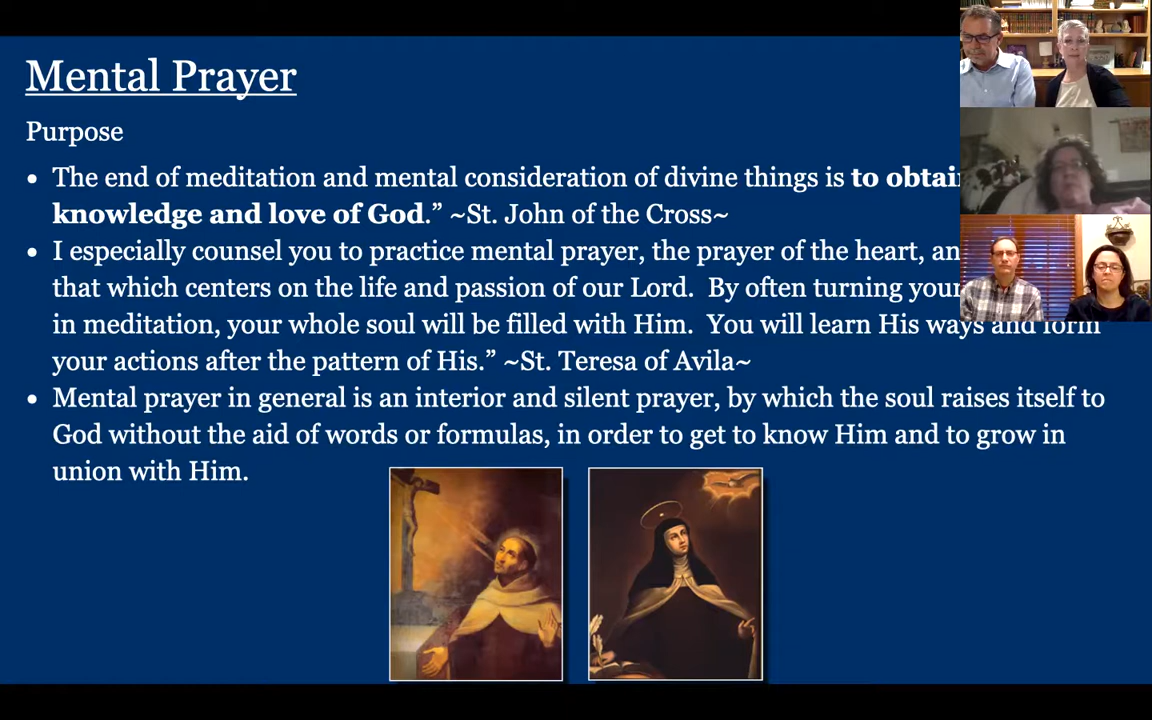 Mental Prayer
Purpose
• The end of meditation and mental consideration of divine things is to obtain
knowledge and love of God.” ~St. John of the Cross~
• I especially counsel you to practice mental prayer, the prayer of the heart,
that which centers on the life and passion of our Lord.  By often turning
in meditation, your whole soul will be filled with Him.  You will learn His ways and form
your actions after the pattern of His.” ~St. Teresa of Avila~
• Mental prayer in general is an interior and silent prayer, by which the soul raises itself to
God without the aid of words or formulas, in order to get to know Him and to grow in
union with Him.